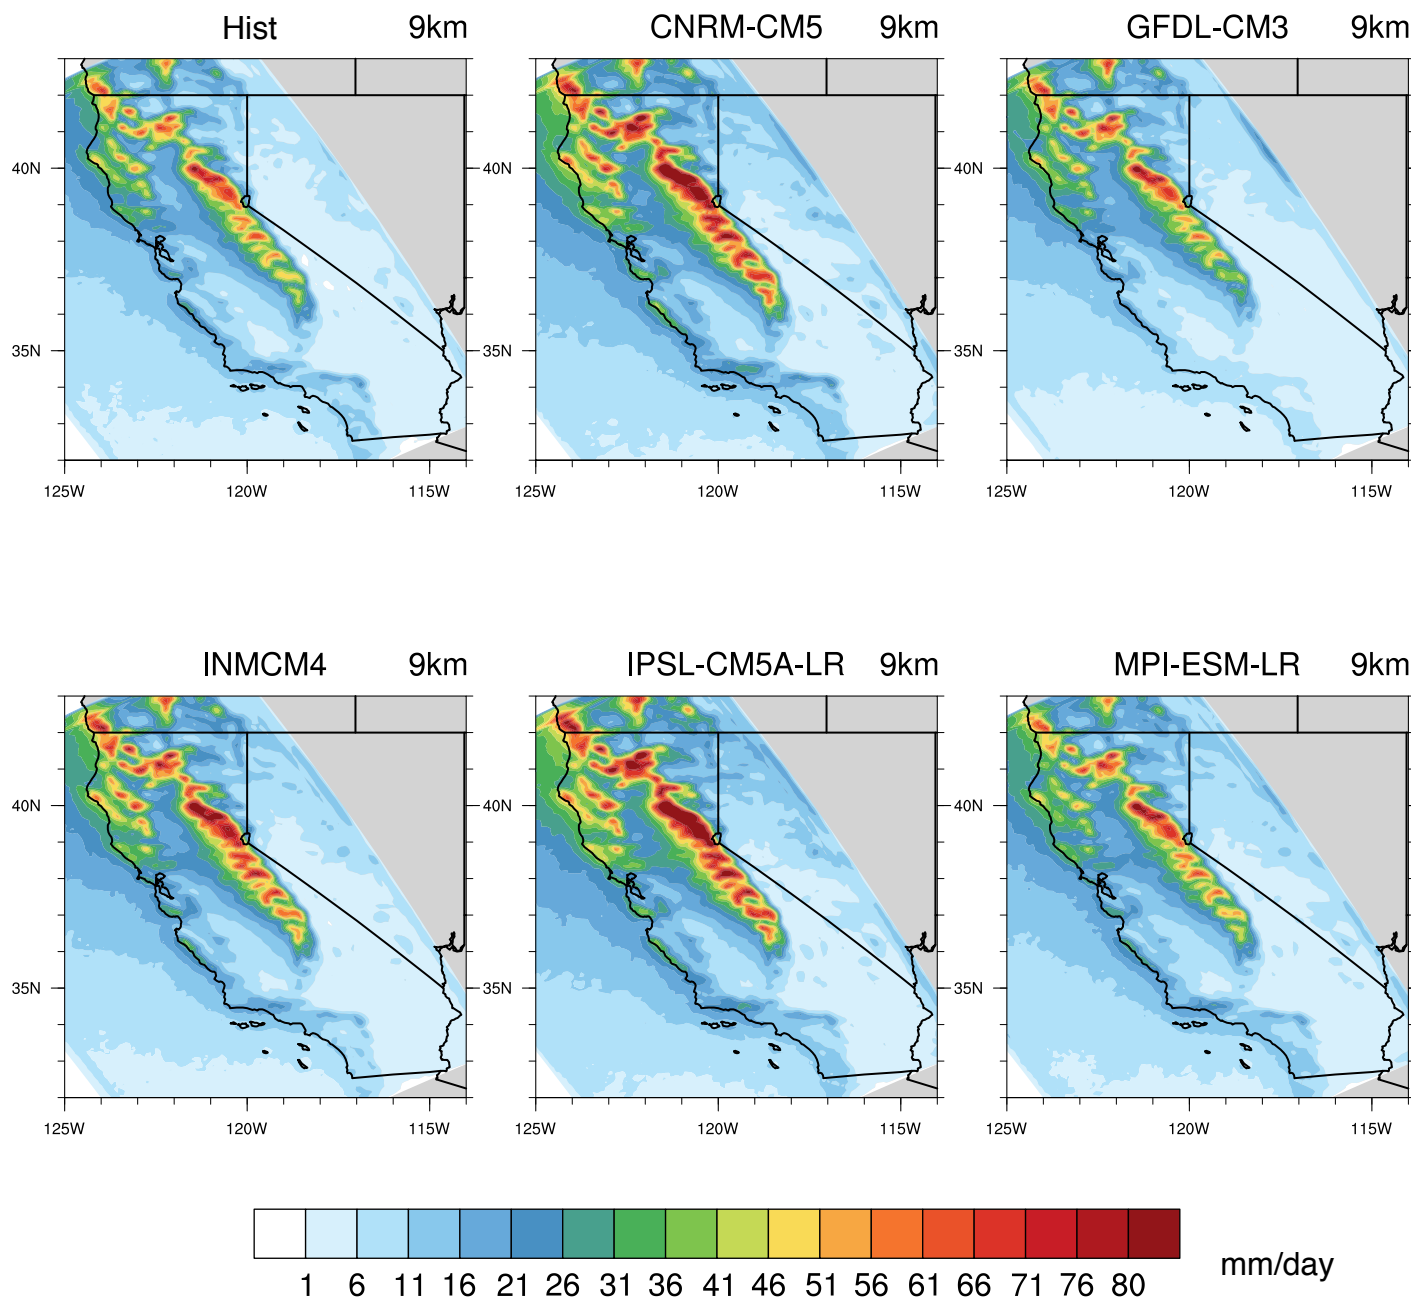 Hist 9km CNRM-CM5 9km GFDL-CM3 9km
40N 40N 40N
35N 35N 35N
125W 120W 115W 125W 120W 115W 125W 120W 115W
INMCM4 9km IPSL-CM5A-LR 9km MPI-ESM-LR 9km
40N 40N 40N
35N 35N 35N
125W 120W 115W 125W 120W 115W 125W 120W 115W
1 6 11 16 21 26 31 36 41 46 51 56 61 66 71 76 80 mm/day